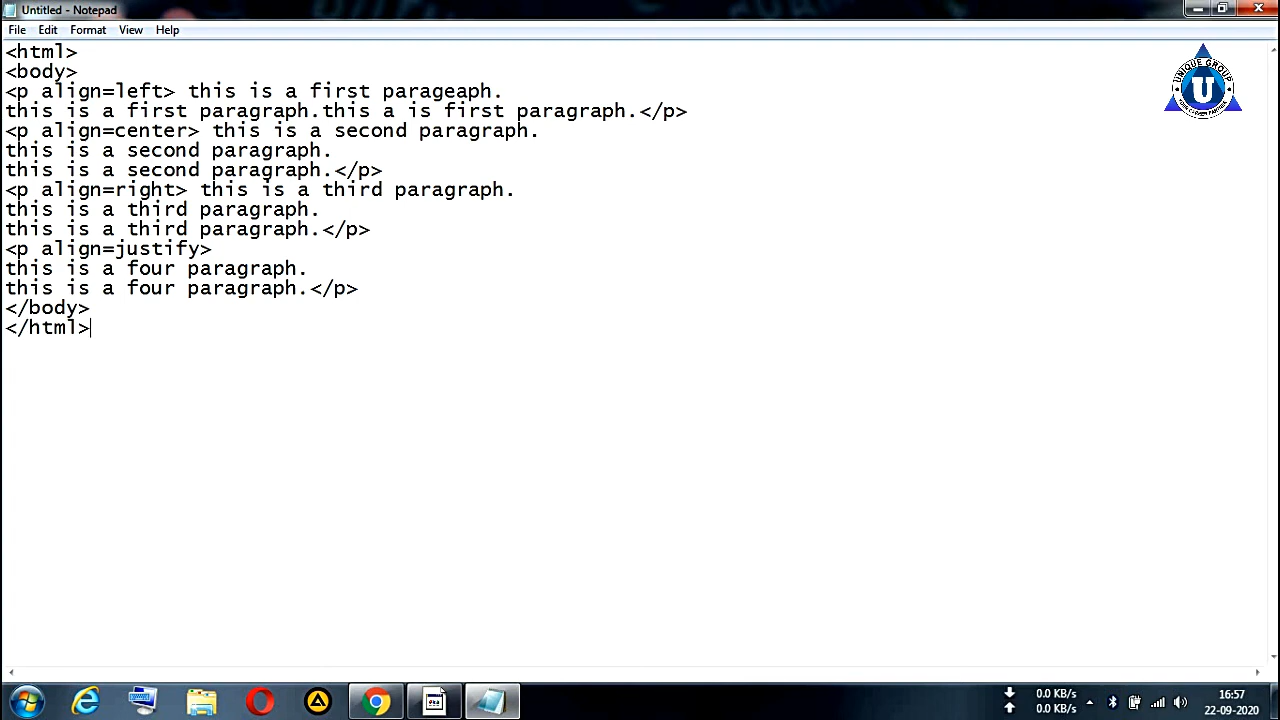 Untitled - Notepad
File Edit Format View Help
<html>
<body>
<p align=left> this is a first parageaph.
this is a first paragraph.this a is first paragraph.</p>
<p align=center> this is a second paragraph.
this is a second paragraph.
this is a second paragraph.</p>
<p align=right> this is a third paragraph.
this is a third paragraph.
this is a third paragraph.</p>
<p align=justify>
this is a four paragraph.
this is a four paragraph.</p>
</body>
</html>
UNIQUE GROUP
U
0.0 KB/s
0.0 KB/s
16:57
22-09-2020